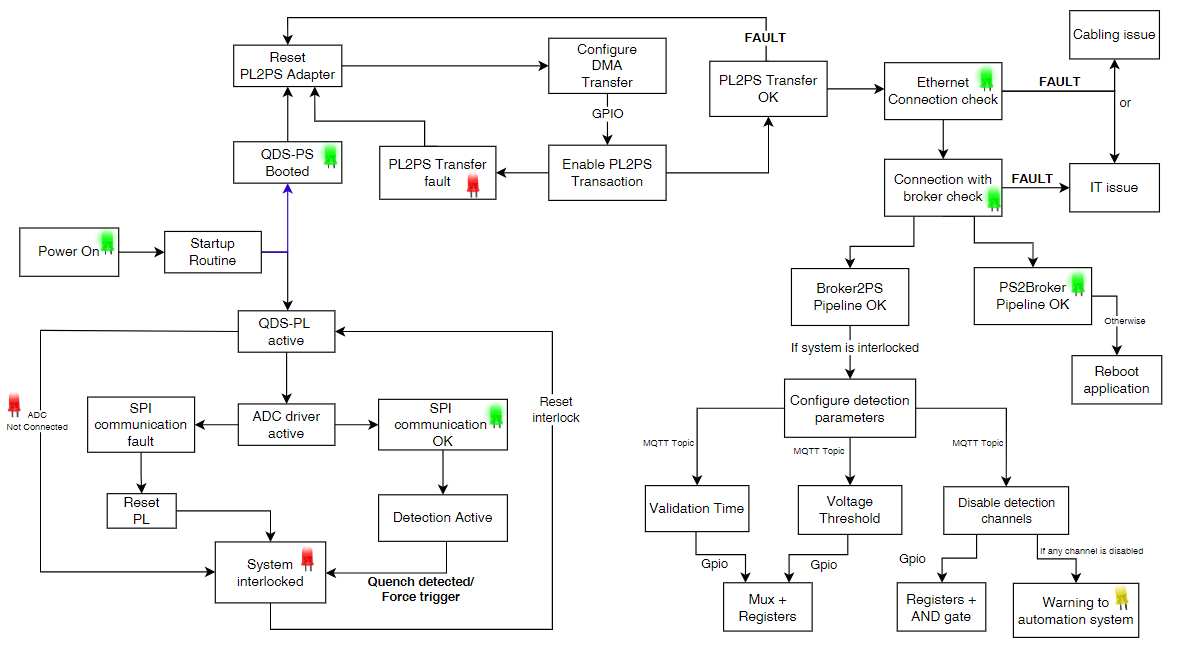 Reset
PL2PS Adapter
Configure
DMA
Transfer
FAULT
PL2PS Transfer
OK
Ethernet
Connection check
FAULT
Cabling issue
or
GPIO
QDS-PS
Booted
PL2PS Transfer
fault
Enable PL2PS
Transaction
Connection with
broker check
FAULT
IT issue
Power On
Startup
Routine
Broker2PS
Pipeline OK
PS2Broker
Pipeline OK
Otherwise
Reboot
application
QDS-PL
active
If system is interlocked
Configure detection
parameters
ADC
Not Connected
SPI
communication
fault
ADC driver
active
SPI
communication
OK
Reset
interlock
MQTT Topic
MQTT Topic
MQTT Topic
Reset
PL
Detection Active
Validation Time
Voltage
Threshold
Disable detection
channels
System
interlocked
Quench detected/
Force trigger
Gpio
Gpio
Gpio
If any channel is disabled
Mux +
Registers
Registers +
AND gate
Warning to
automation system